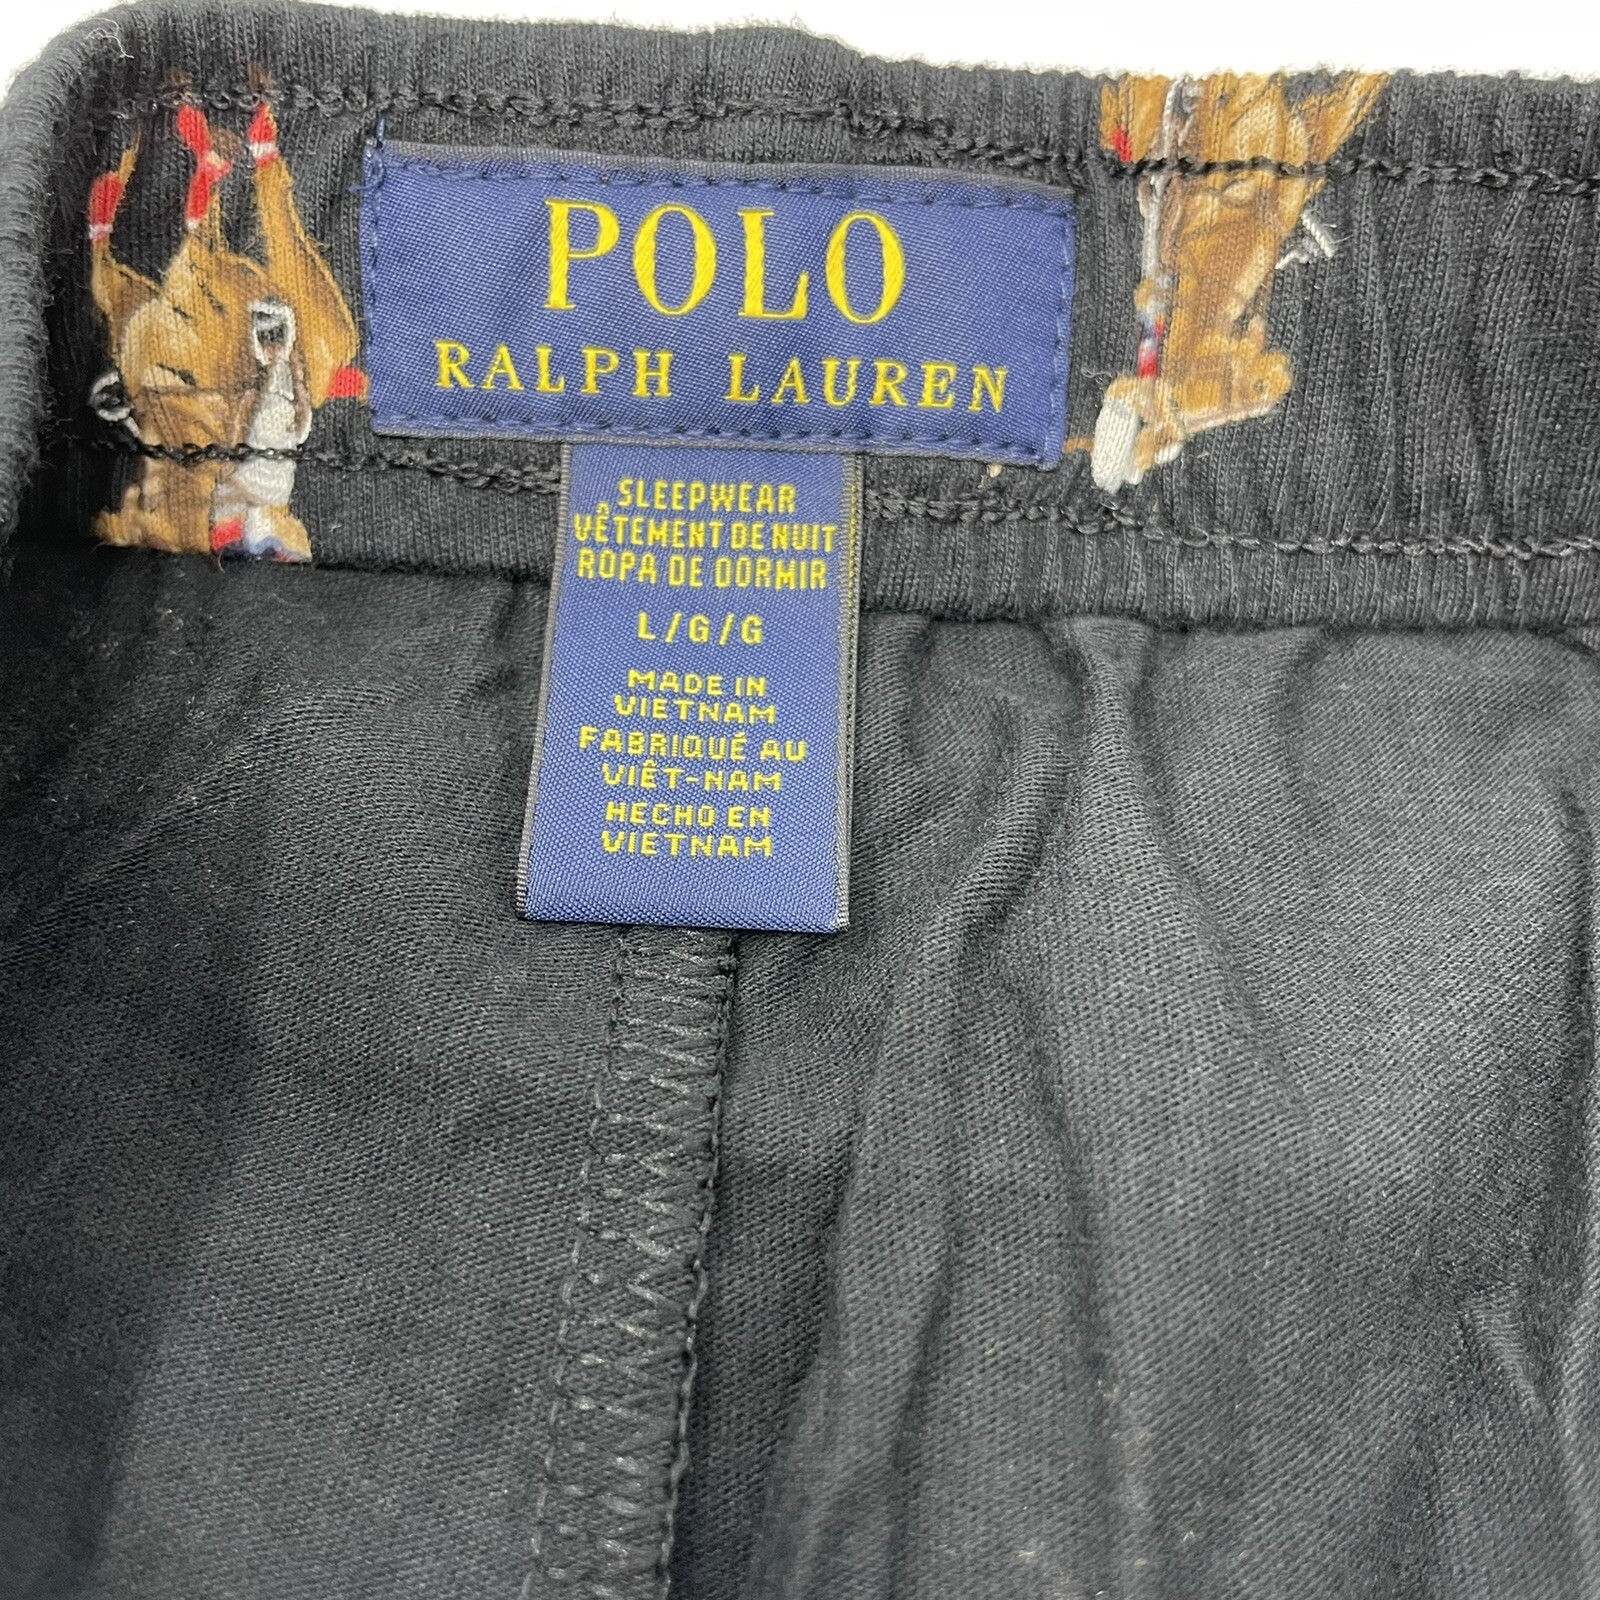 POLO
RALPH LAUREN
SLEEPWEAR
VÊTEMENT DE NUIT
ROPA DE DORMIR
L/G/G
MADE IN
VIETNAM
FABRIQUÉ AU
VIÊT-NAM
HECHO EN
VIETNAM